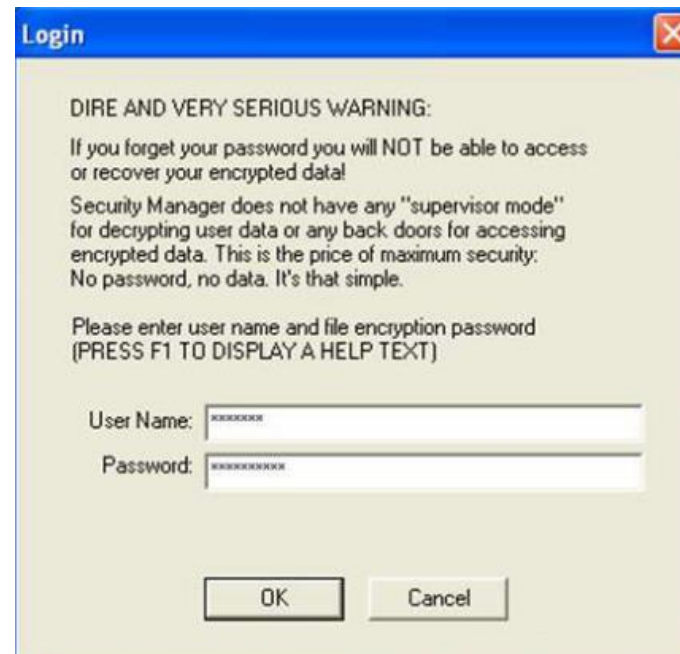 Login
DIRE AND VERY SERIOUS WARNING:
If you forget your password you will NOT be able to access
or recover your encrypted data!
Security Manager does not have any "supervisor mode"
for decrypting user data or any back doors for accessing
encrypted data. This is the price of maximum security:
No password, no data. It's that simple.
Please enter user name and file encryption password
(PRESS F1 TO DISPLAY A HELP TEXT)
User Name: xxxxxxx
Password: xxxxxxxxxx
OK Cancel